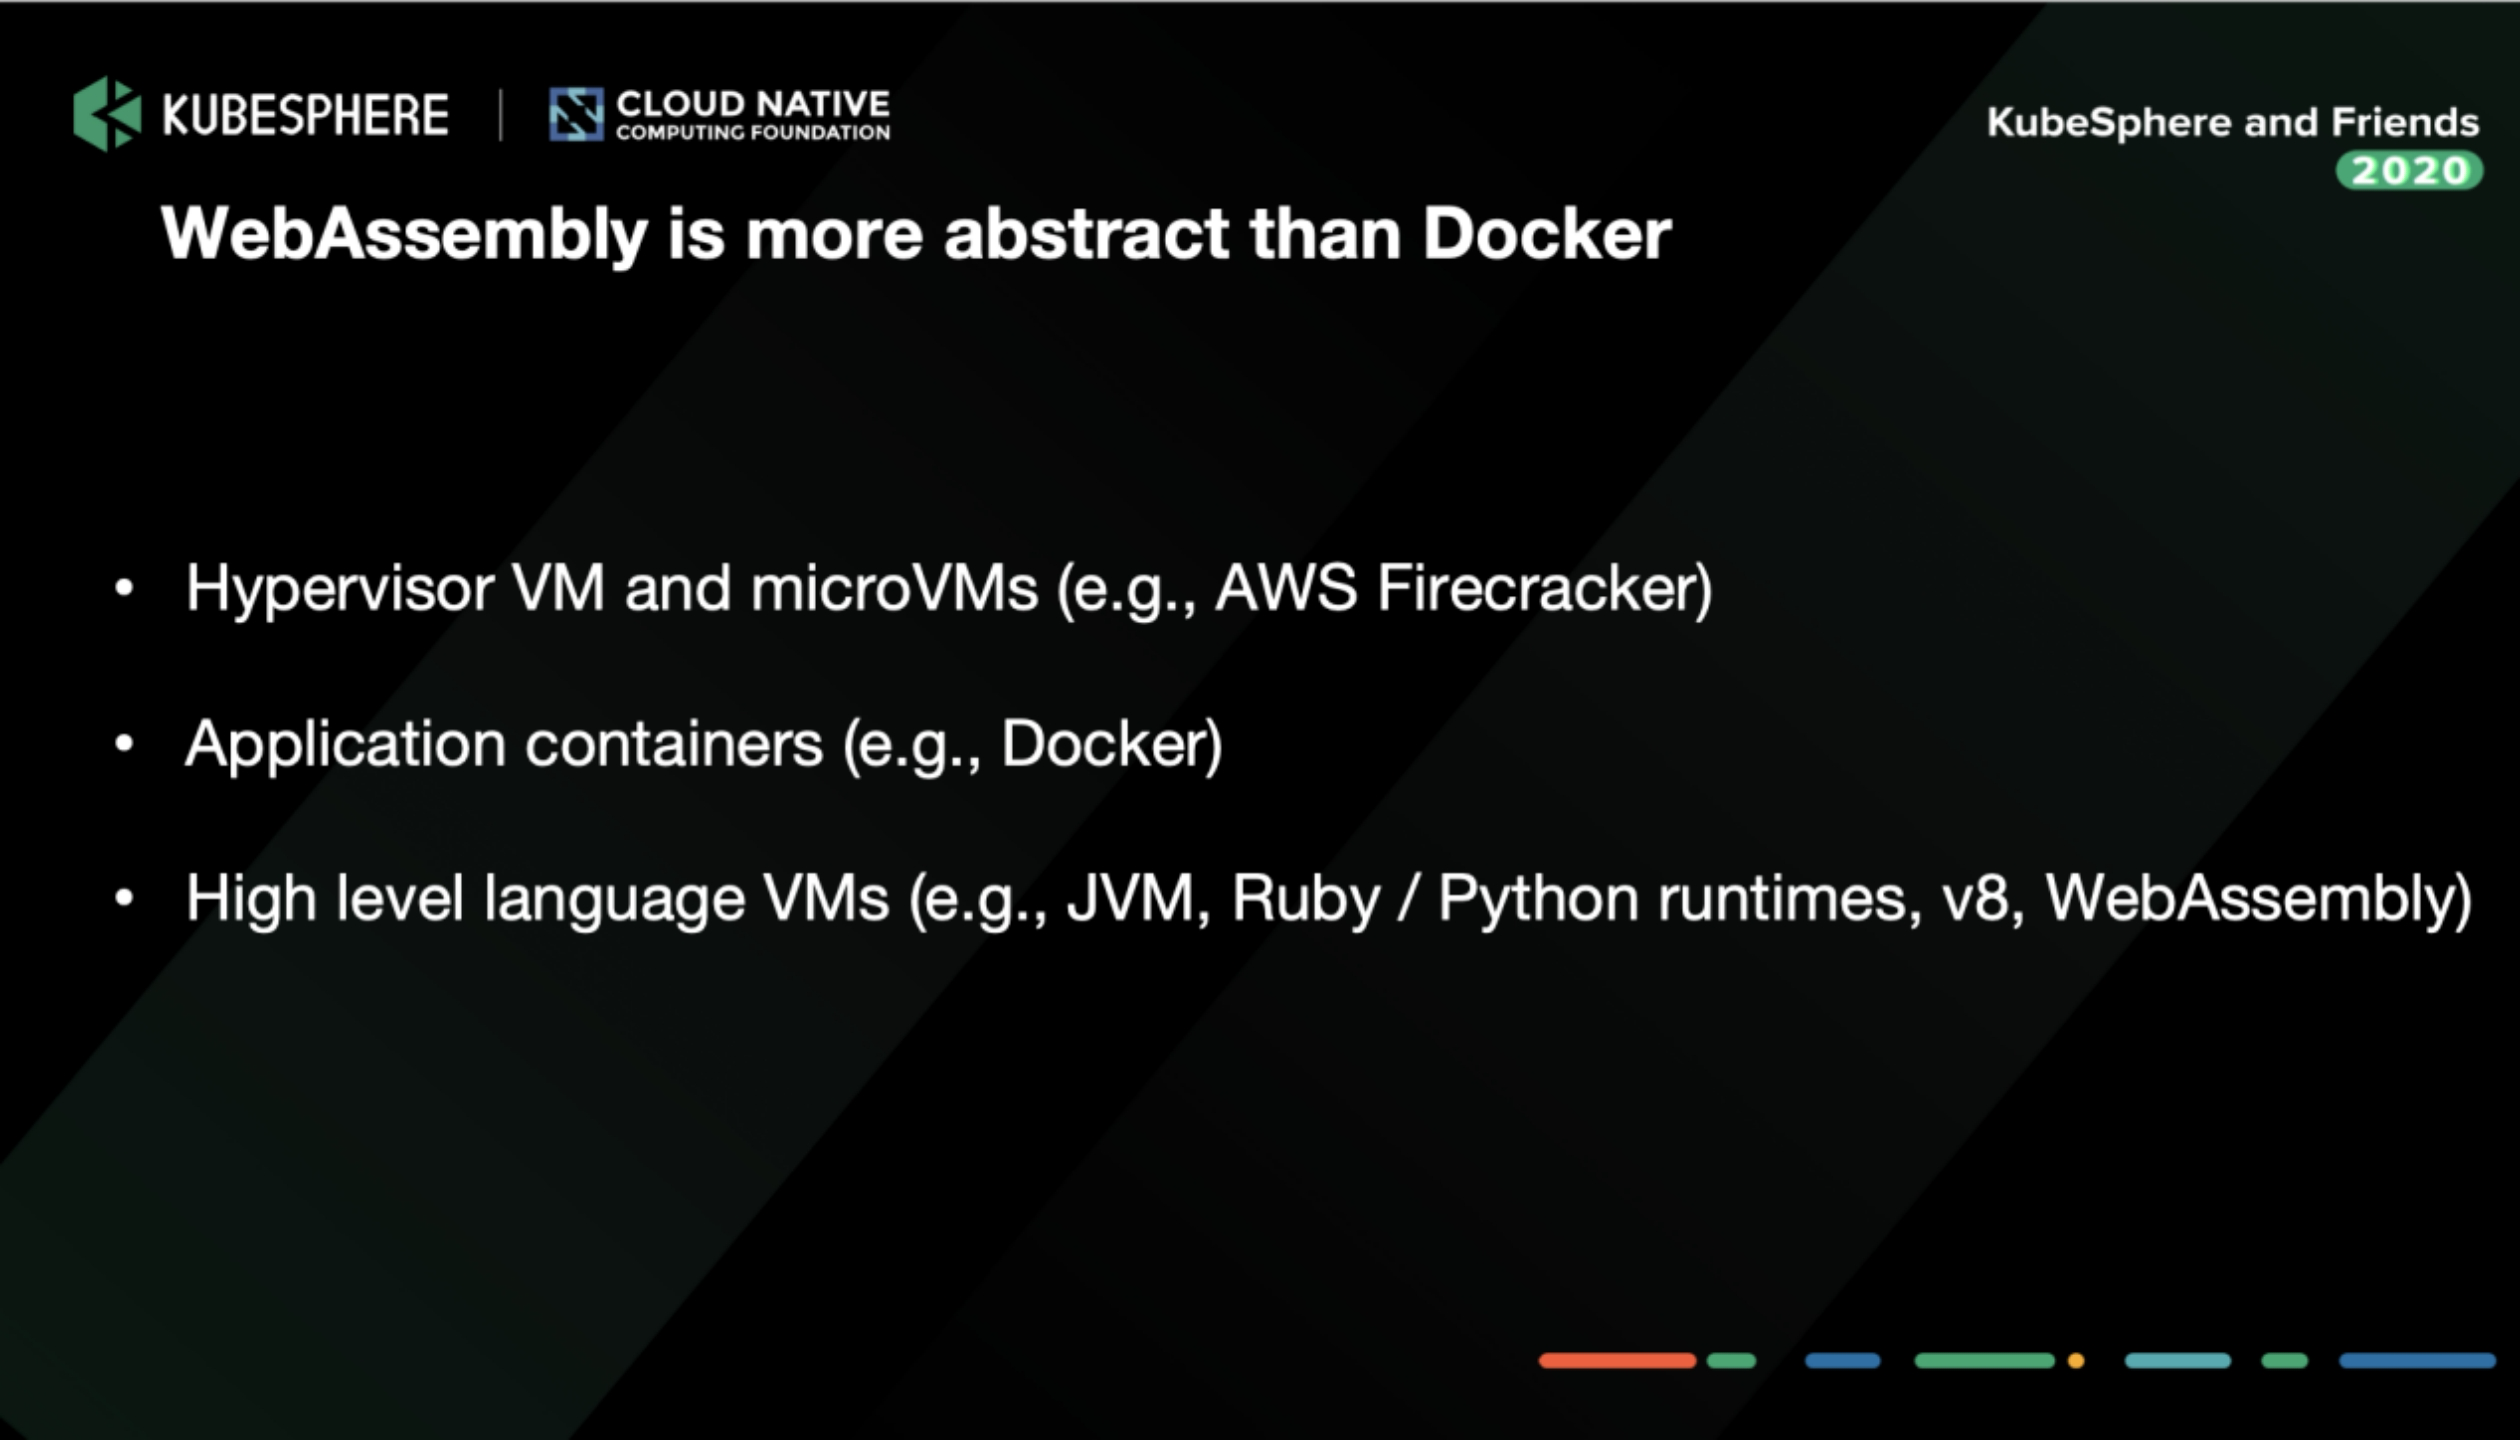 KUBESPHERE
CLOUD NATIVE
COMPUTING FOUNDATION
KubeSphere and Friends
2020
WebAssembly is more abstract than Docker
• Hypervisor VM and microVMs (e.g., AWS Firecracker)
• Application containers (e.g., Docker)
• High level language VMs (e.g., JVM, Ruby / Python runtimes, v8, WebAssembly)